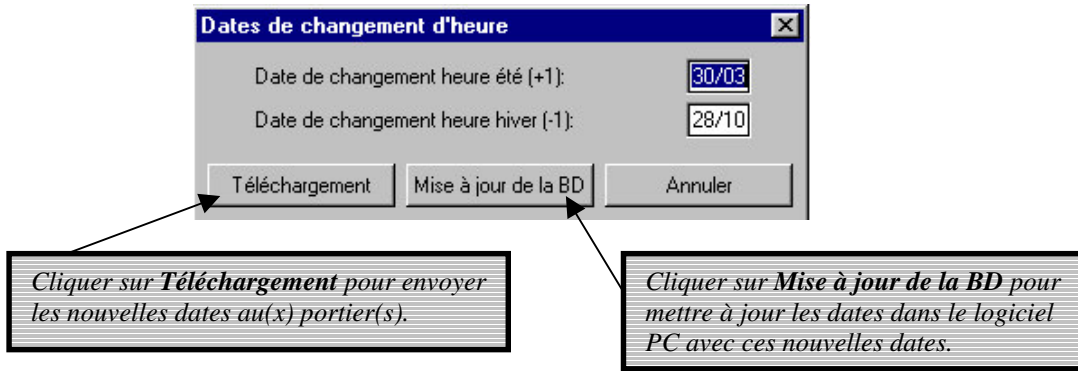 Dates de changement d'heure
Date de changement heure été (+1): 30/03
Date de changement heure hiver (-1): 28/10
Téléchargement Mise à jour de la BD Annuler
Cliquer sur Téléchargement pour envoyer
les nouvelles dates au(x) portier(s).
Cliquer sur Mise à jour de la BD pour
mettre à jour les dates dans le logiciel
PC avec ces nouvelles dates.